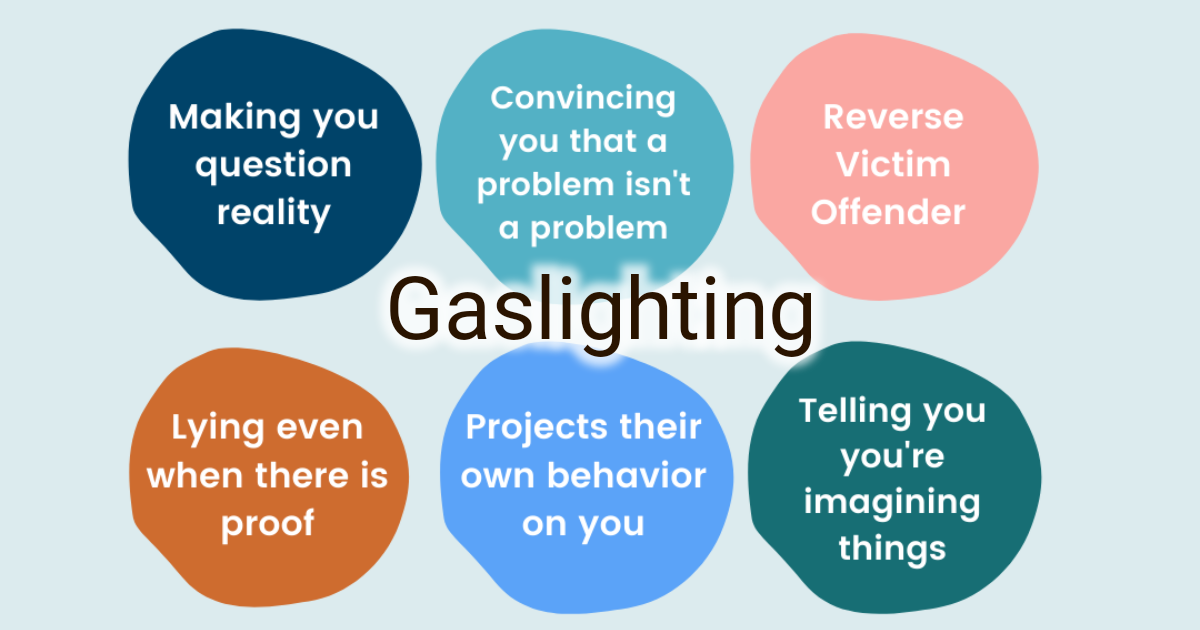 Making you
question
reality
Convincing
you that a
problem isn't
a problem
Reverse
Victim
Offender
Gaslighting
Lying even
when there is
proof
Projects their
own behavior
on you
Telling you
you're
imagining
things